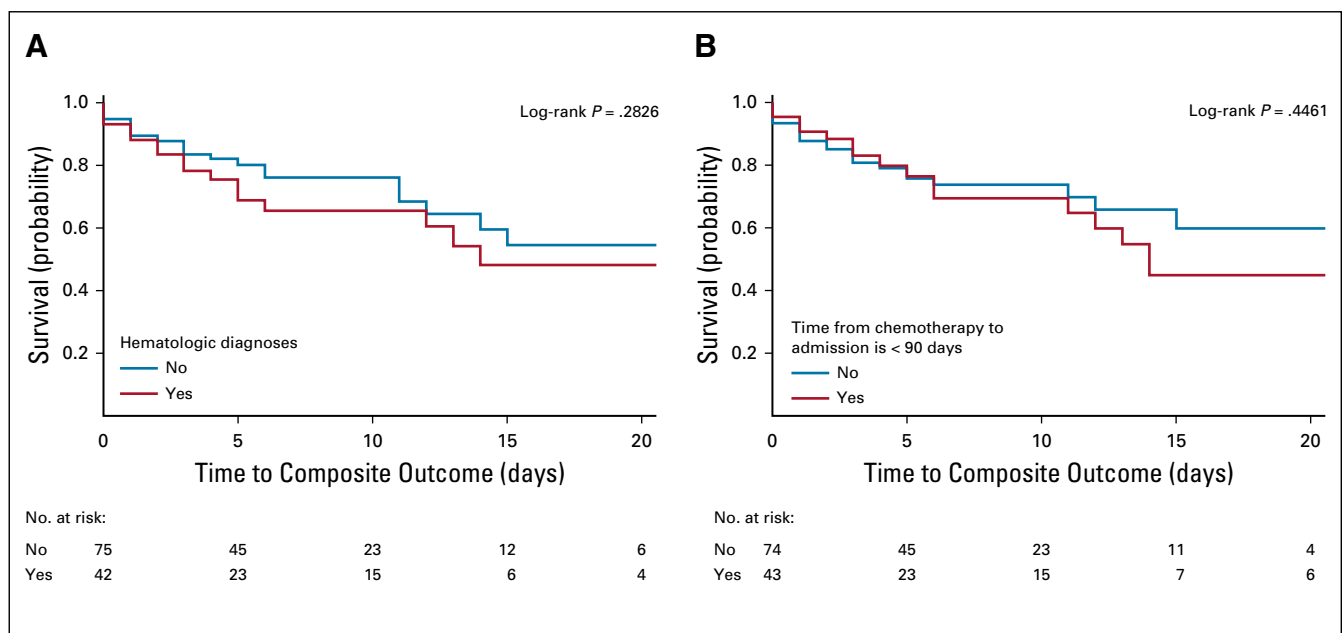 A
Log-rank P = .2826
Survival (probability)
1.0
0.8
0.6
0.4
0.2
Hematologic diagnoses
No
Yes
0 5 10 15 20
Time to Composite Outcome (days)
No. at risk:
No 75 45 23 12 6
Yes 42 23 15 6 4
B
Log-rank P = .4461
Survival (probability)
1.0
0.8
0.6
0.4
0.2
Time from chemotherapy to
admission is < 90 days
No
Yes
0 5 10 15 20
Time to Composite Outcome (days)
No. at risk:
No 74 45 23 11 4
Yes 43 23 15 7 6